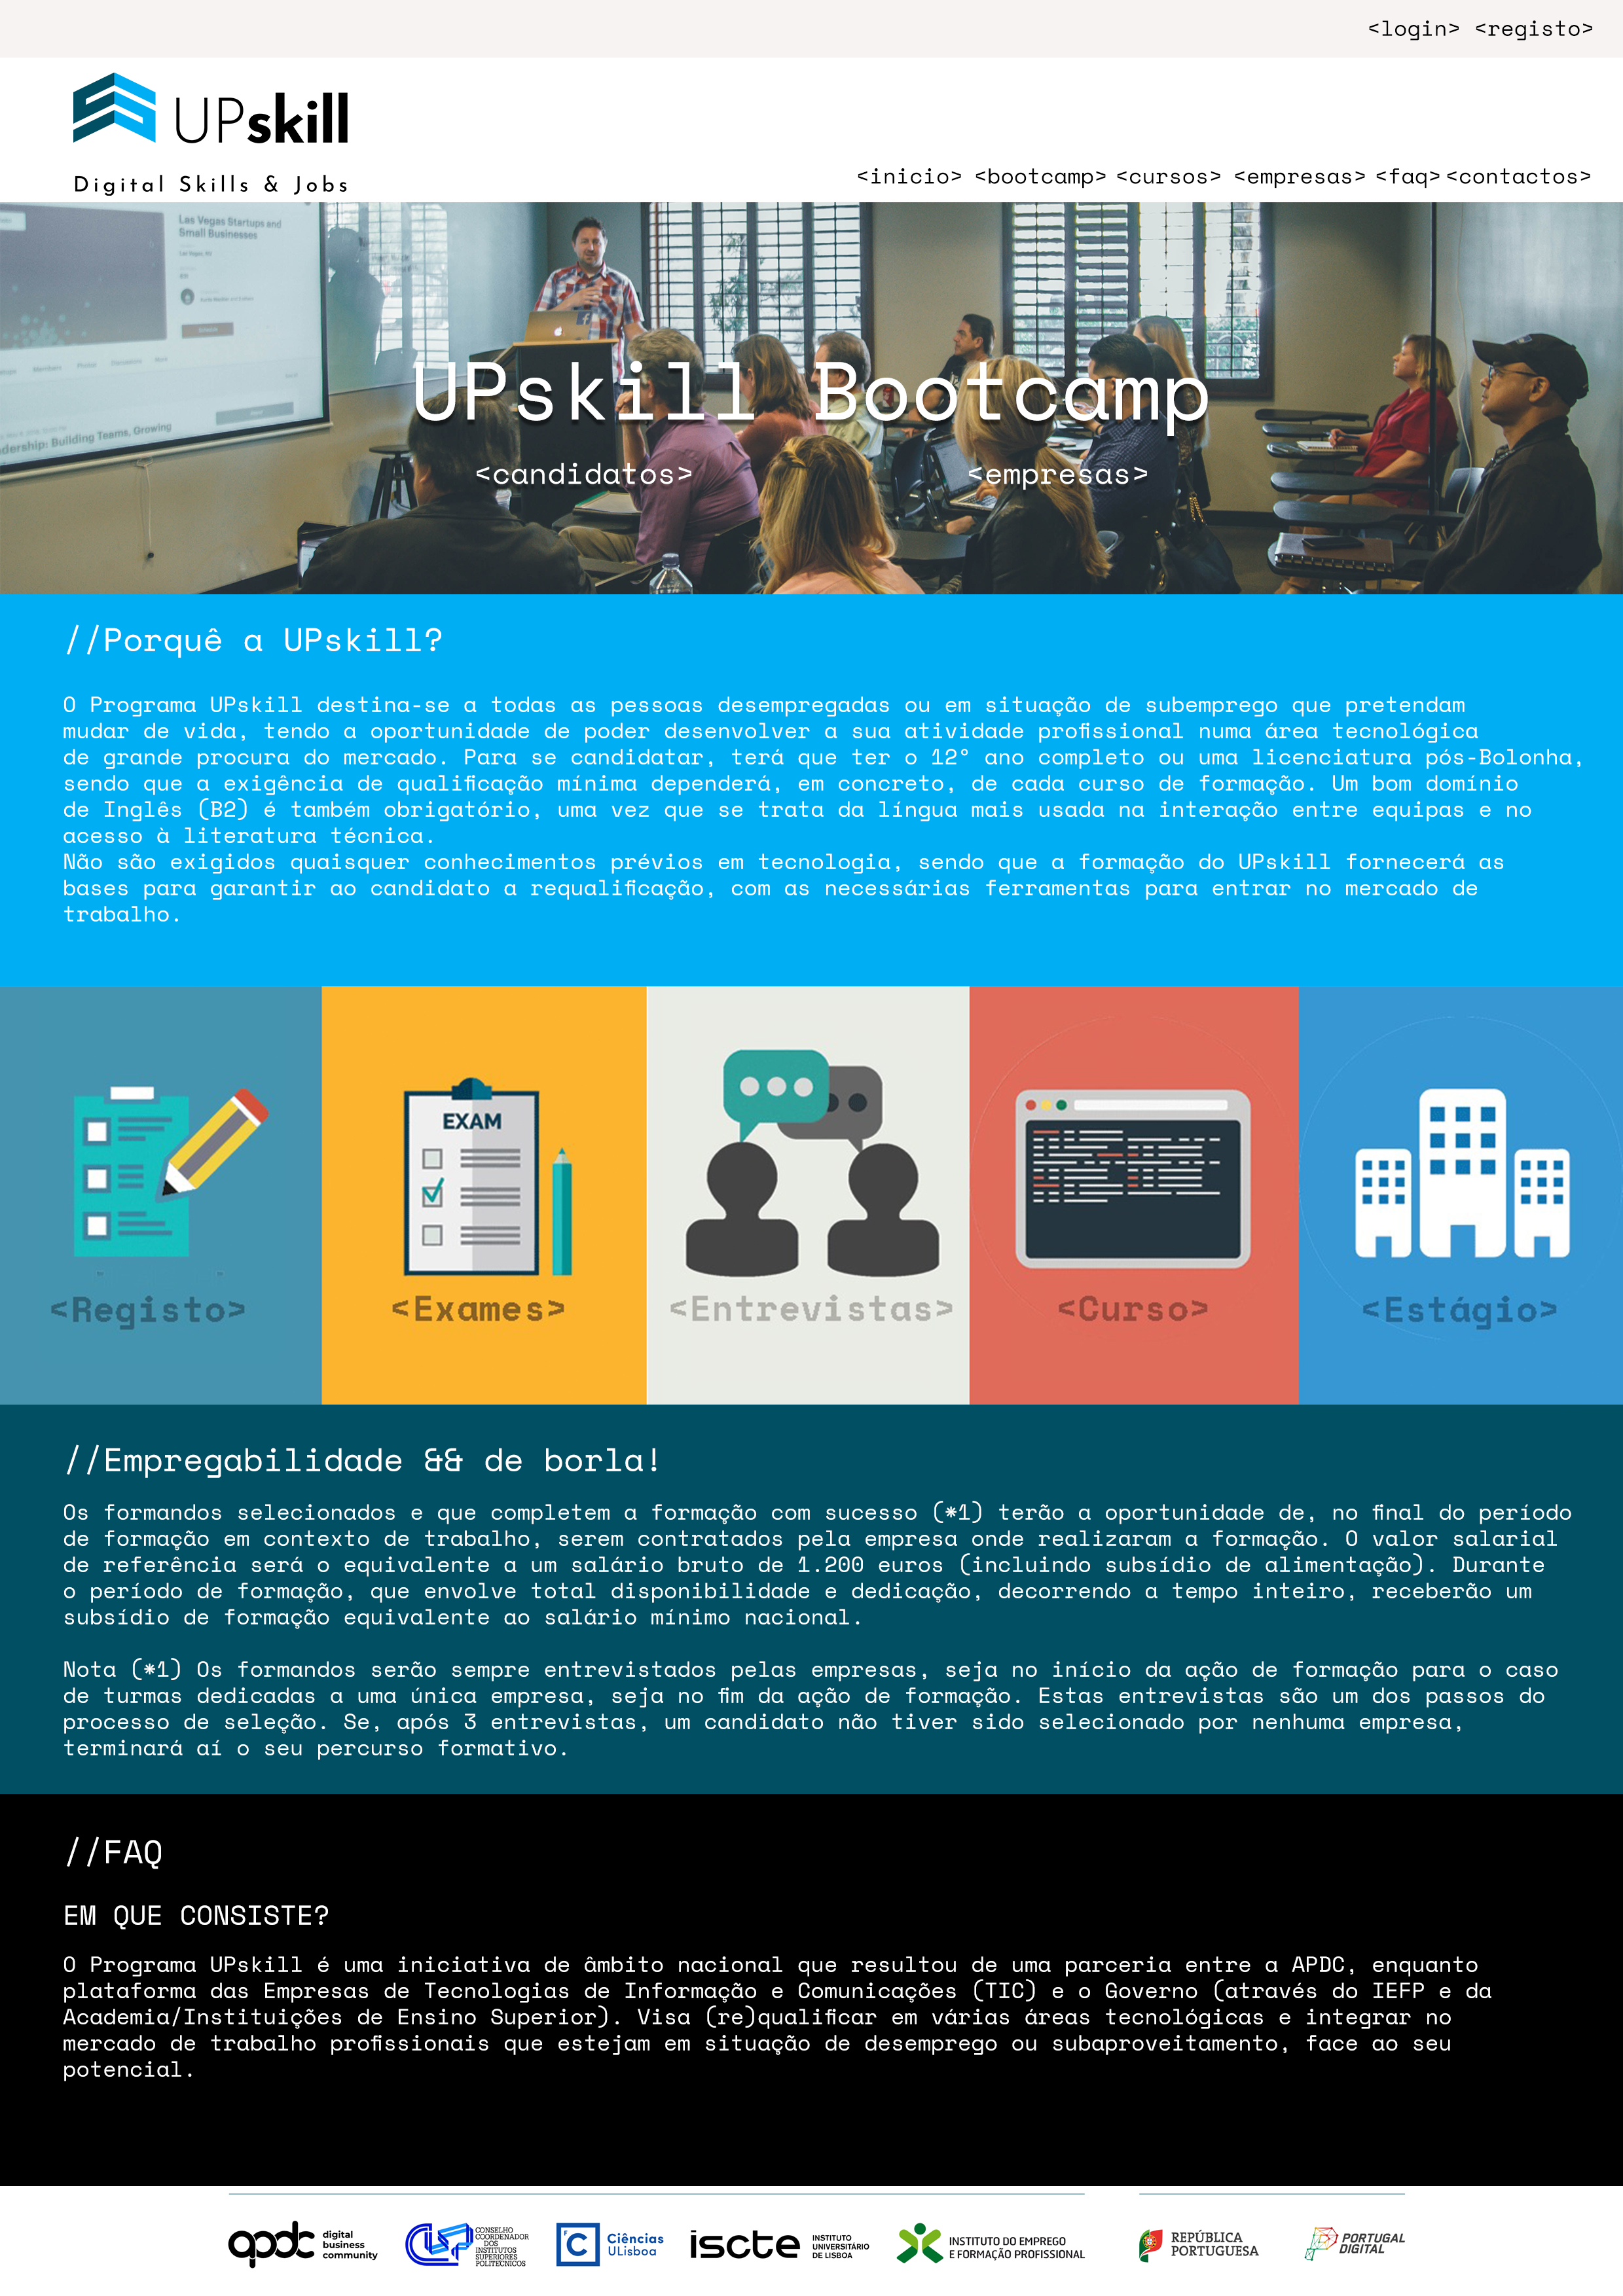 <login> <registo>
UPskill
Digital Skills & Jobs
<inicio> <bootcamp> <cursos> <empresas> <faq> <contactos>
Las Vegas Startups and
Small Businesses
UPskill Bootcamp
<candidatos> <empresas>
dership: Building Teams, Growing
//Porquê a UPskill?
O Programa UPskill destina-se a todas as pessoas desempregadas ou em situação de subemprego que pretendam
mudar de vida, tendo a oportunidade de poder desenvolver a sua atividade profissional numa área tecnológica
de grande procura do mercado. Para se candidatar, terá que ter o 12º ano completo ou uma licenciatura pós-Bolonha,
sendo que a exigência de qualificação mínima dependerá, em concreto, de cada curso de formação. Um bom domínio
de Inglês (B2) é também obrigatório, uma vez que se trata da língua mais usada na interação entre equipas e no
acesso à literatura técnica.
Não são exigidos quaisquer conhecimentos prévios em tecnologia, sendo que a formação do UPskill fornecerá as
bases para garantir ao candidato a requalificação, com as necessárias ferramentas para entrar no mercado de
trabalho.
EXAM
<Registo> <Exames> <Entrevistas> <Curso> <Estágio>
//Empregabilidade && de borla!
Os formandos selecionados e que completem a formação com sucesso (*1) terão a oportunidade de, no final do período
de formação em contexto de trabalho, serem contratados pela empresa onde realizaram a formação. O valor salarial
de referência será o equivalente a um salário bruto de 1.200 euros (incluindo subsídio de alimentação). Durante
o período de formação, que envolve total disponibilidade e dedicação, decorrendo a tempo inteiro, receberão um
subsídio de formação equivalente ao salário mínimo nacional.
Nota (*1) Os formandos serão sempre entrevistados pelas empresas, seja no início da ação de formação para o caso
de turmas dedicadas a uma única empresa, seja no fim da ação de formação. Estas entrevistas são um dos passos do
processo de seleção. Se, após 3 entrevistas, um candidato não tiver sido selecionado por nenhuma empresa,
terminará aí o seu percurso formativo.
//FAQ
EM QUE CONSISTE?
O Programa UPskill é uma iniciativa de âmbito nacional que resultou de uma parceria entre a APDC, enquanto
plataforma das Empresas de Tecnologias de Informação e Comunicações (TIC) e o Governo (através do IEFP e da
Academia/Instituições de Ensino Superior). Visa (re)qualificar em várias áreas tecnológicas e integrar no
mercado de trabalho profissionais que estejam em situação de desemprego ou subaproveitamento, face ao seu
potencial.
apdc
digital
business
community
CONSELHO
COORDENADOR
DOS
INSTITUTOS
SUPERIORES
POLITÉCNICOS
C
Ciências
ULisboa
iscte
INSTITUTO
UNIVERSITÁRIO
DE LISBOA
INSTITUTO DO EMPREGO
E FORMAÇÃO PROFISSIONAL
REPÚBLICA
PORTUGUESA
PORTUGAL
DIGITAL